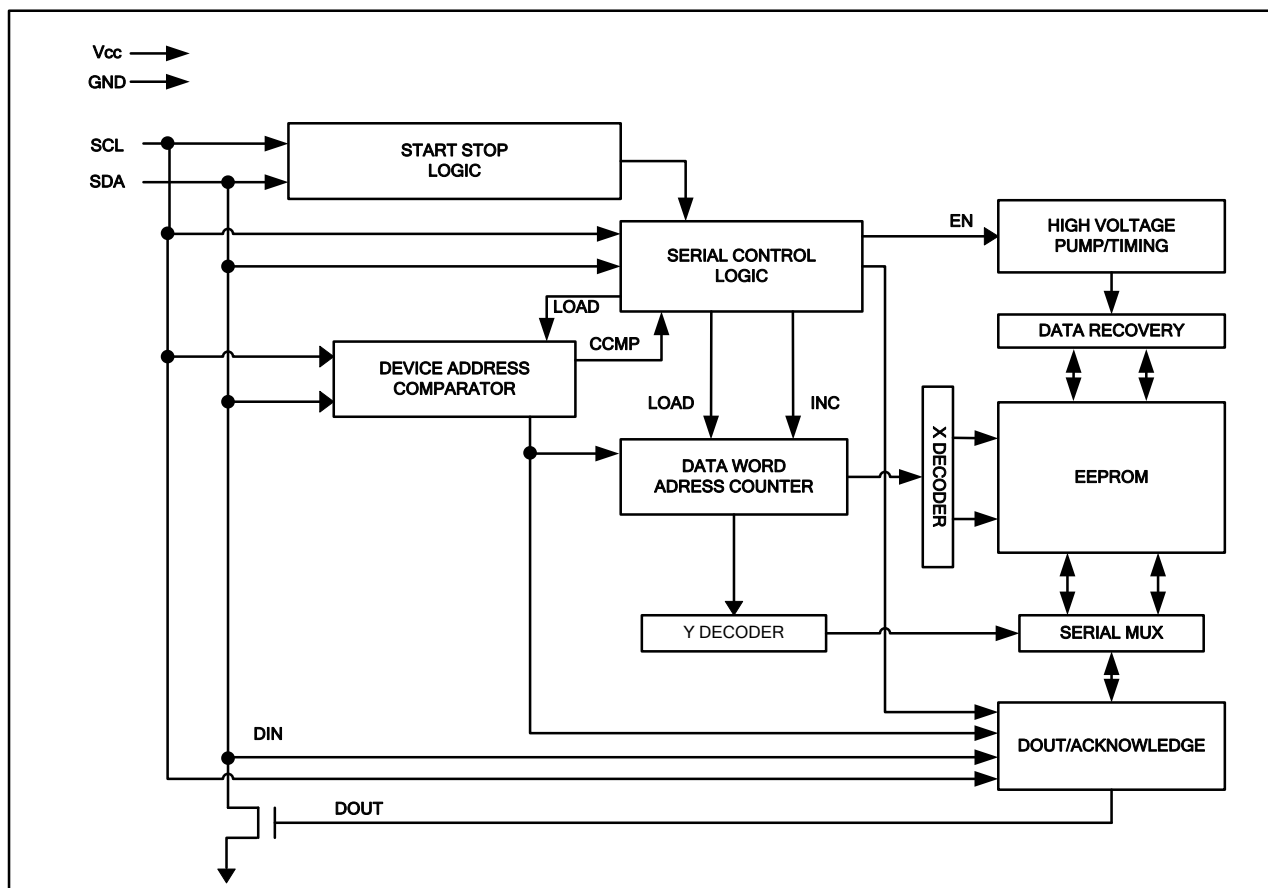 Vcc
GND
SCL
SDA
START STOP
LOGIC
EN
HIGH VOLTAGE
PUMP/TIMING
SERIAL CONTROL
LOGIC
LOAD
CCMP
DATA RECOVERY
DEVICE ADDRESS
COMPARATOR
LOAD
INC
X DECODER
DATA WORD
ADRESS COUNTER
EEPROM
Y DECODER
SERIAL MUX
DIN
DOUT/ACKNOWLEDGE
DOUT